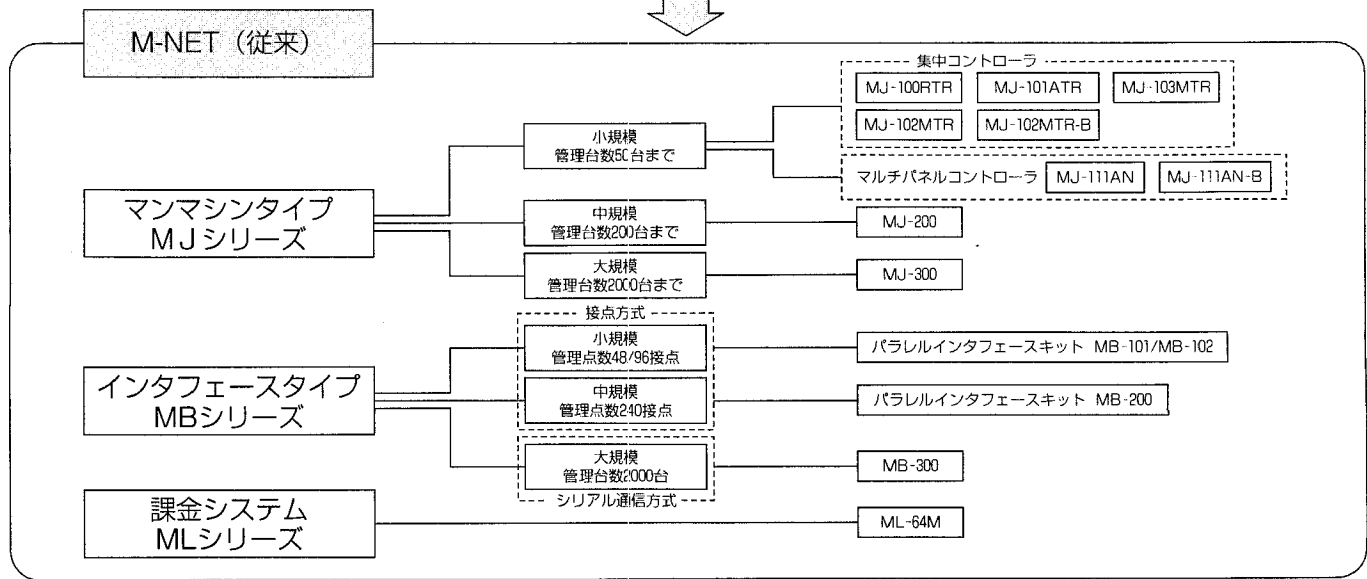 M-NET（従来）
集中コントローラ
MJ-100RTR
MJ-101ATR
MJ-103MTR
MJ-102MTR
MJ-102MTR-B
小規模
管理台数50台まで
マルチパネルコントローラ
MJ-111AN
MJ-111AN-B
マンマシンタイプ
MJシリーズ
中規模
管理台数200台まで
MJ-200
大規模
管理台数2000台まで
MJ-300
接点方式
小規模
管理点数48/96接点
パラレルインタフェースキット MB-101/MB-102
インタフェースタイプ
MBシリーズ
中規模
管理点数240接点
パラレルインタフェースキット MB-200
大規模
管理台数2000台
MB-300
シリアル通信方式
課金システム
MLシリーズ
ML-64M